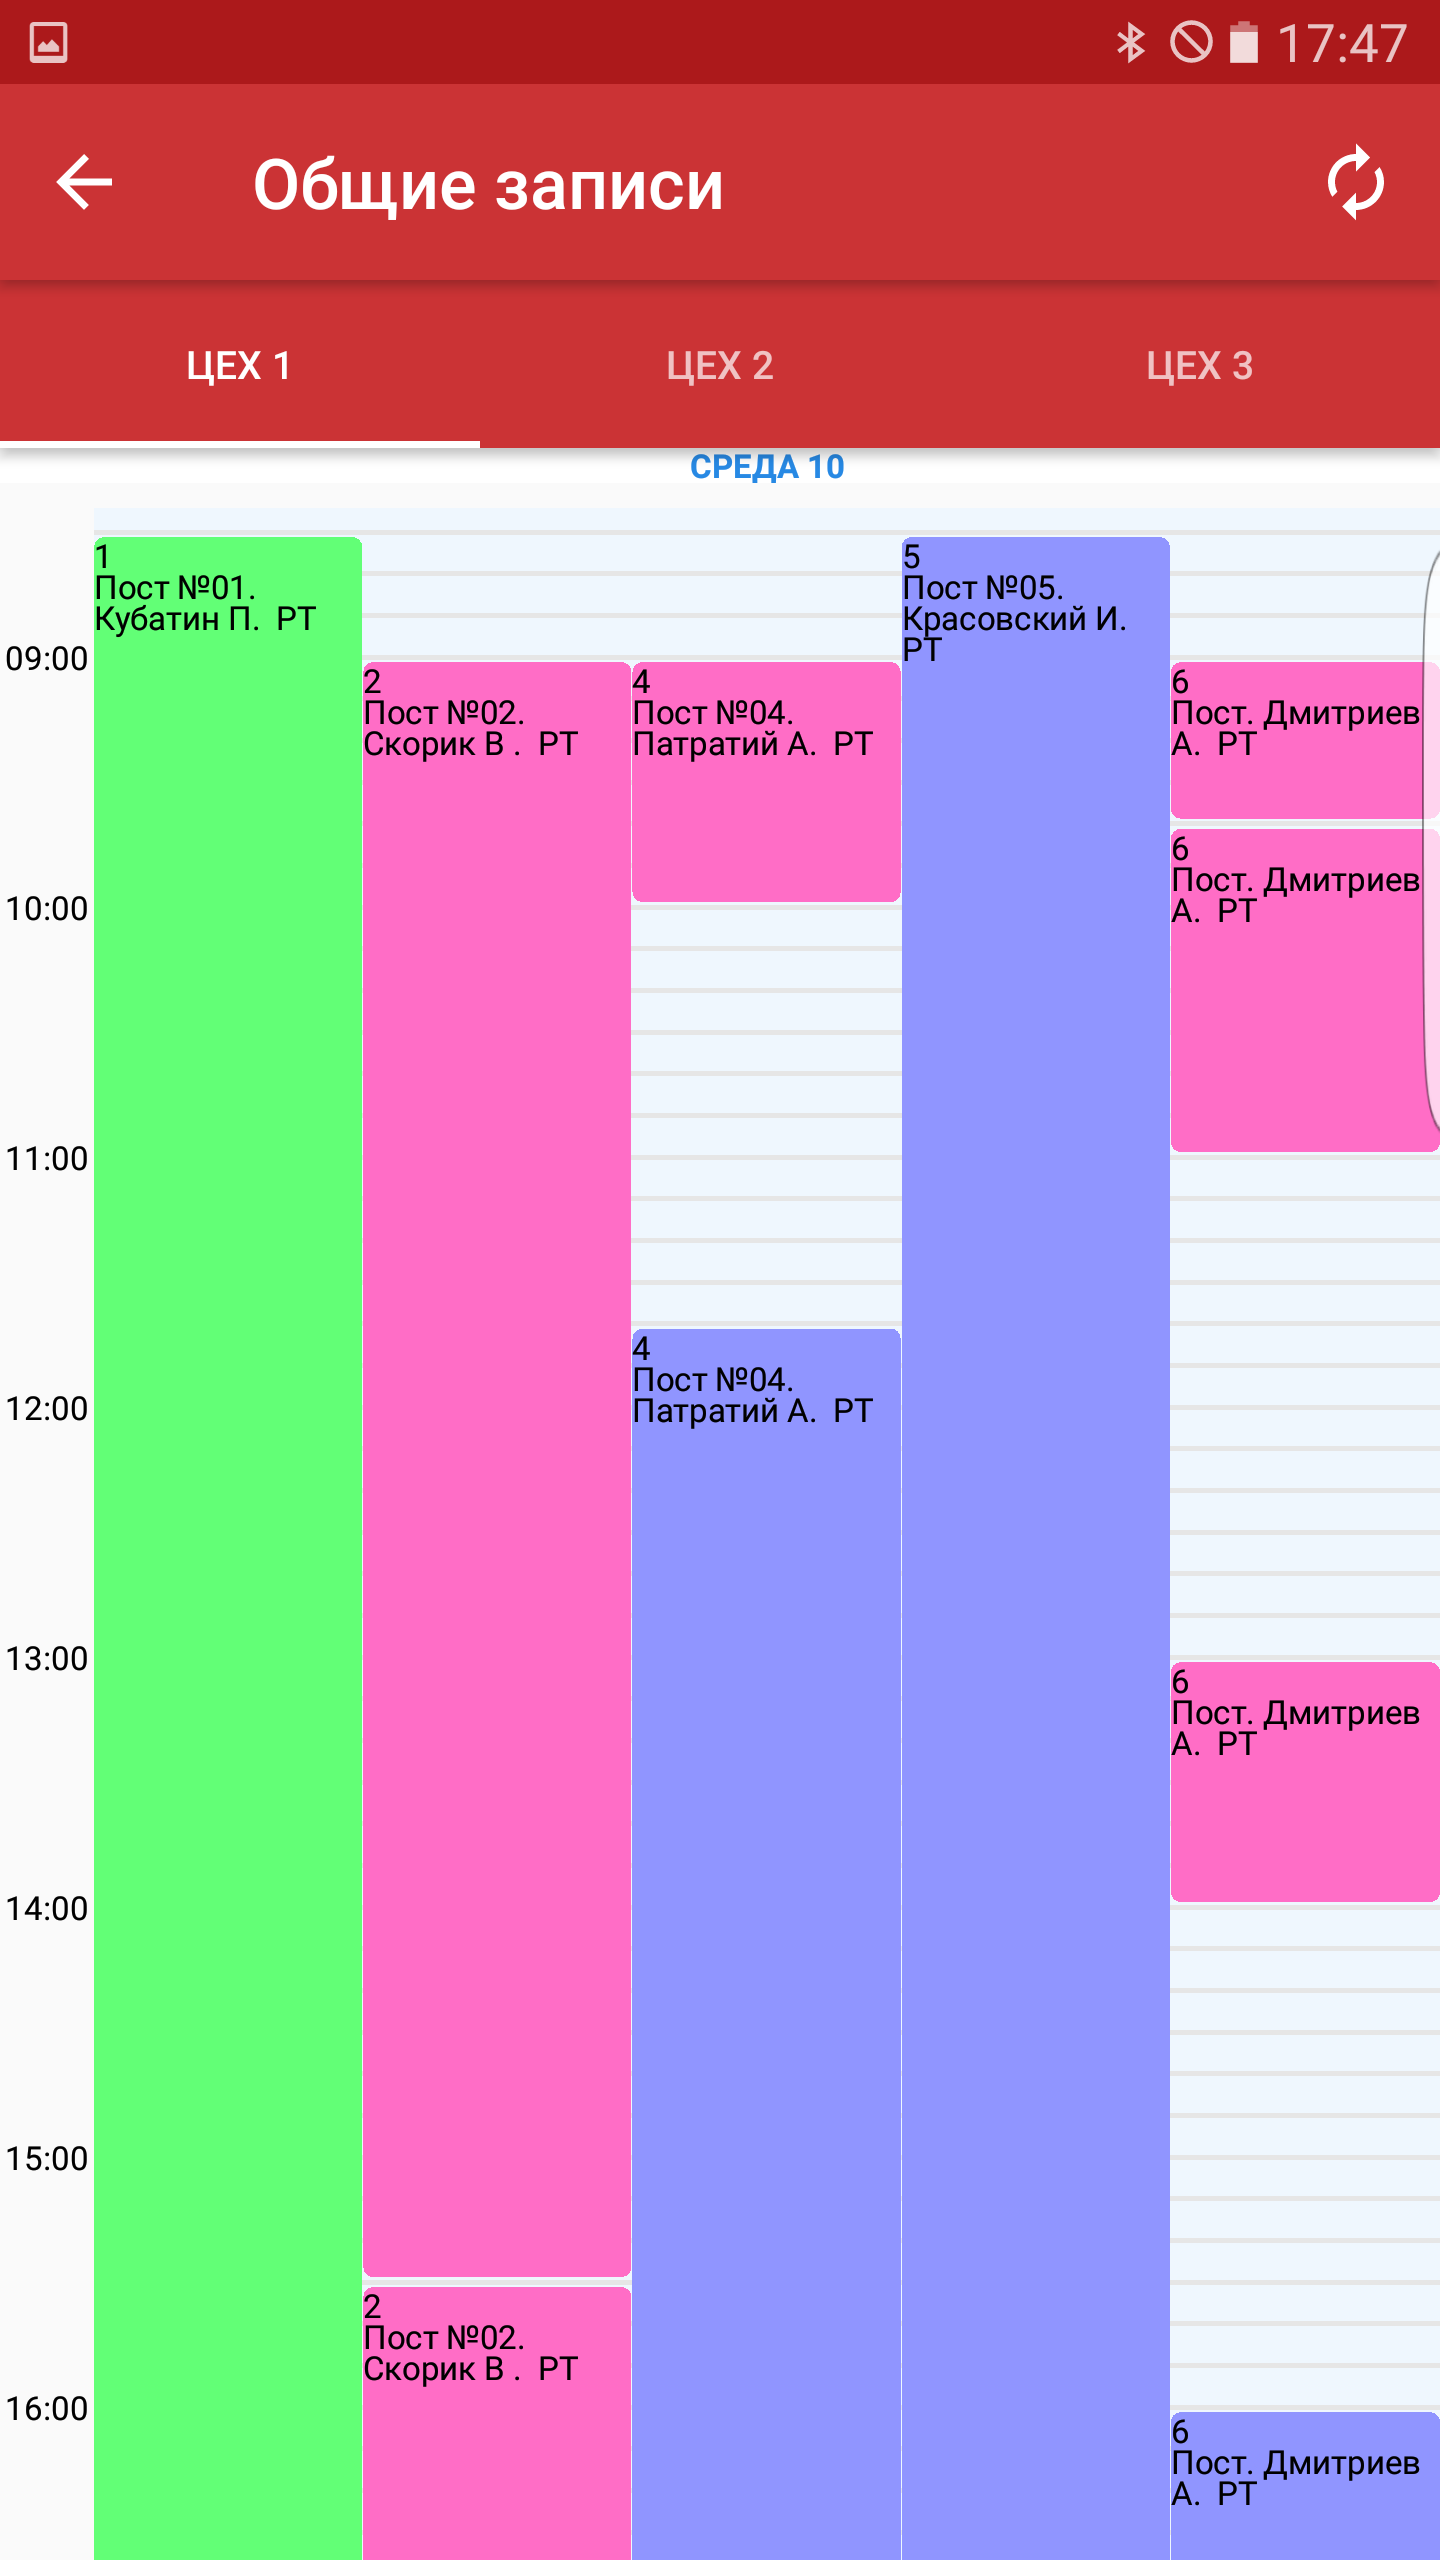 17:47
Общие записи
ЦЕХ 1
ЦЕХ 2
ЦЕХ 3
СРЕДА 10
1
Пост №01.
Кубатин П.  РТ
5
Пост №05.
Красовский И.
РТ
09:00
2
Пост №02.
Скорик В .  РТ
4
Пост №04.
Патратий А.  РТ
6
Пост. Дмитриев
А.  РТ
6
Пост. Дмитриев
А.  РТ
10:00
11:00
4
Пост №04.
Патратий А.  РТ
12:00
13:00
6
Пост. Дмитриев
А.  РТ
14:00
15:00
2
Пост №02.
Скорик В .  РТ
16:00
6
Пост. Дмитриев
А.  РТ